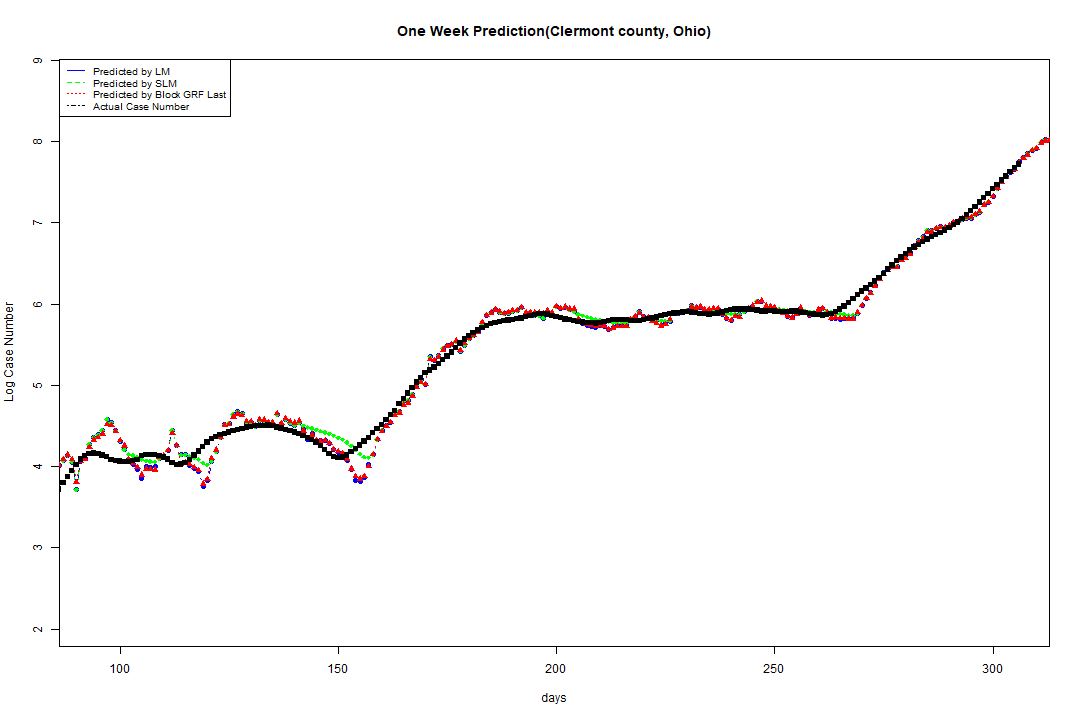 One Week Prediction(Clermont county, Ohio)
9
Predicted by LM
Predicted by SLM
Predicted by Block GRF Last
Actual Case Number
8
7
6
5
4
3
2
Log Case Number
100 150 200 250 300
days